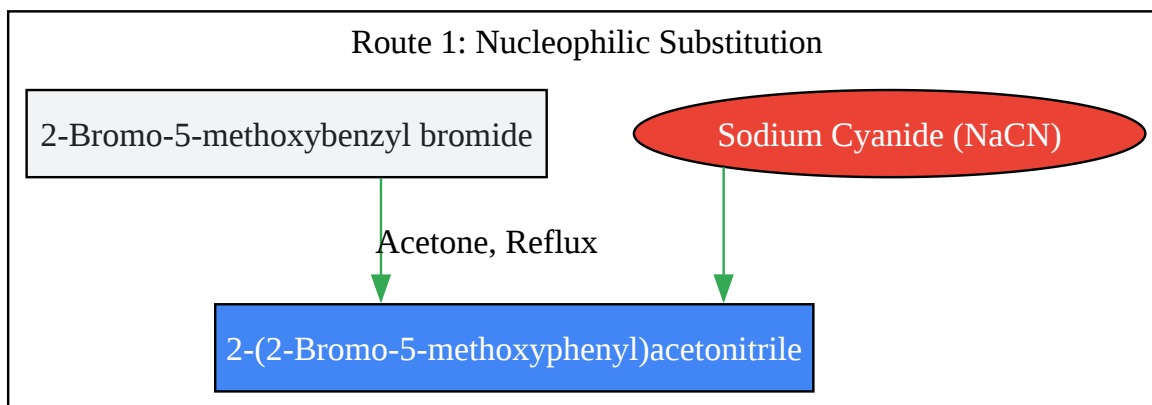 Route 1: Nucleophilic Substitution
2-Bromo-5-methoxybenzyl bromide
Sodium Cyanide (NaCN)
Acetone, Reflux
2-(2-Bromo-5-methoxyphenyl)acetonitrile